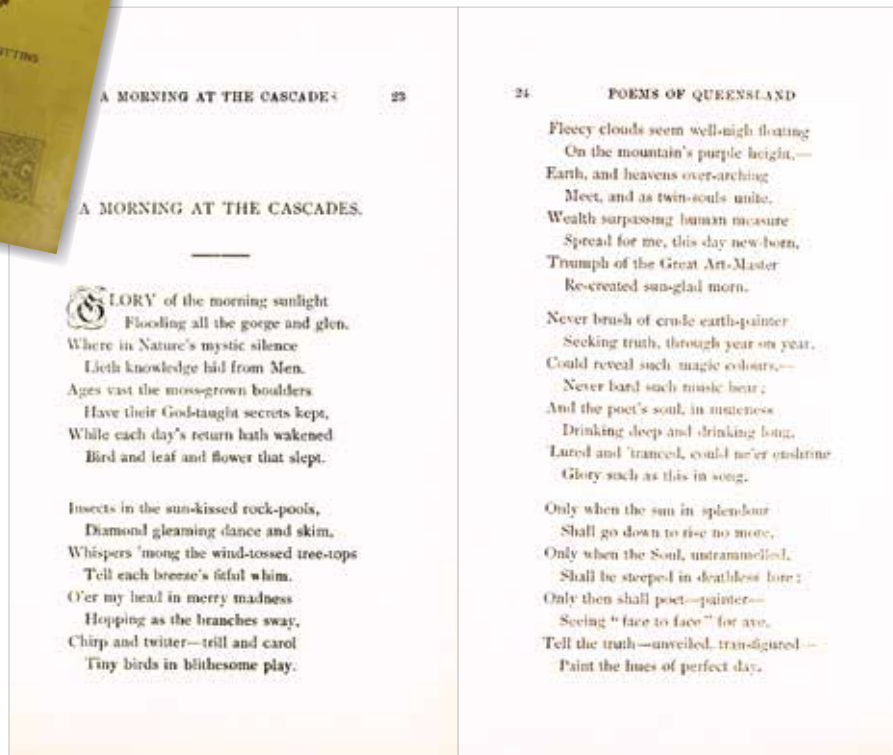 A MORNING AT THE CASCADES 23
A MORNING AT THE CASCADES.
GLORY of the morning sunlight
Flooding all the gorge and glen,
Where in Nature's mystic silence
Lieth knowledge hid from Men.
Ages vast the moss-grown boulders
Have their God-taught secrets kept,
While each day's return hath wakened
Bird and leaf and flower that slept.
Insects in the sun-kissed rock-pools,
Diamond gleaming dance and skim,
Whispers 'mong the wind-tossed tree-tops
Tell each breeze's fitful whim.
O'er my head in merry madness
Hopping as the branches sway,
Chirp and twitter—trill and carol
Tiny birds in blithesome play.
24 POEMS OF QUEENSLAND
Fleecy clouds seem well-nigh floating
On the mountain's purple height,—
Earth, and heavens over-arching
Meet, and as twin-souls unite.
Wealth surpassing human measure
Spread for me, this day new-born,
Triumph of the Great Art-Master
Re-created sun-glad morn.
Never brush of crude earth-painter
Seeking truth, through year on year,
Could reveal such magic colours,—
Never bard such music hear;
And the poet's soul, in muteness
Drinking deep and drinking long,
'Lured and 'tranced, could ne'er enshrine
Glory such as this in song.
Only when the sun in splendour
Shall go down to rise no more,
Only when the Soul, untrammelled,
Shall be steeped in deathless lore;
Only then shall poet—painter—
Seeing "face to face" for aye,
Tell the truth—unveiled, transfigured—
Paint the hues of perfect day.